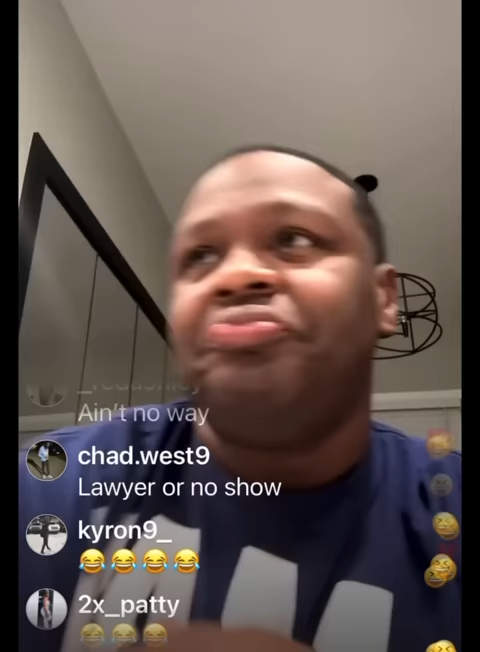 Ain't no way
chad.west9
Lawyer or no show
kyron9_
😂😂😂😂
2x_patty
😂😂😂